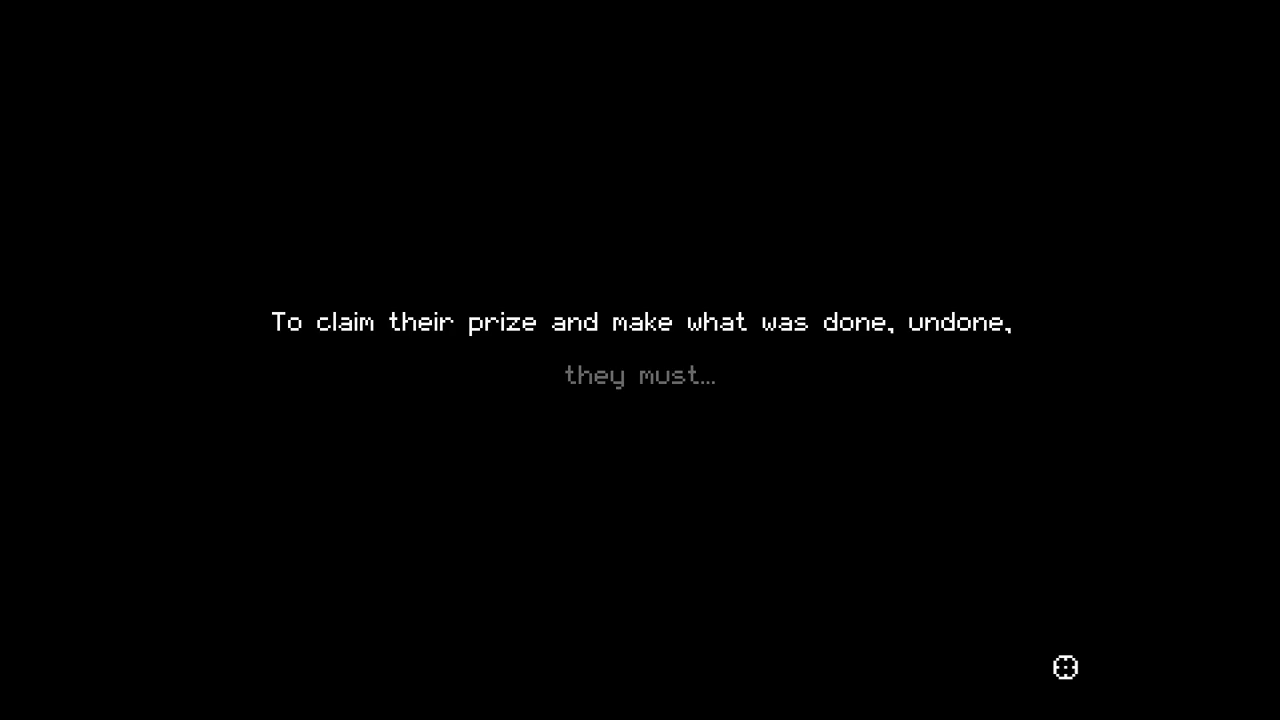 To claim their prize and make what was done, undone,
they must...